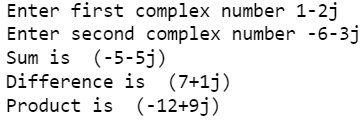 Enter first complex number 1-2j
Enter second complex number -6-3j
Sum is  (-5-5j)
Difference is  (7+1j)
Product is  (-12+9j)